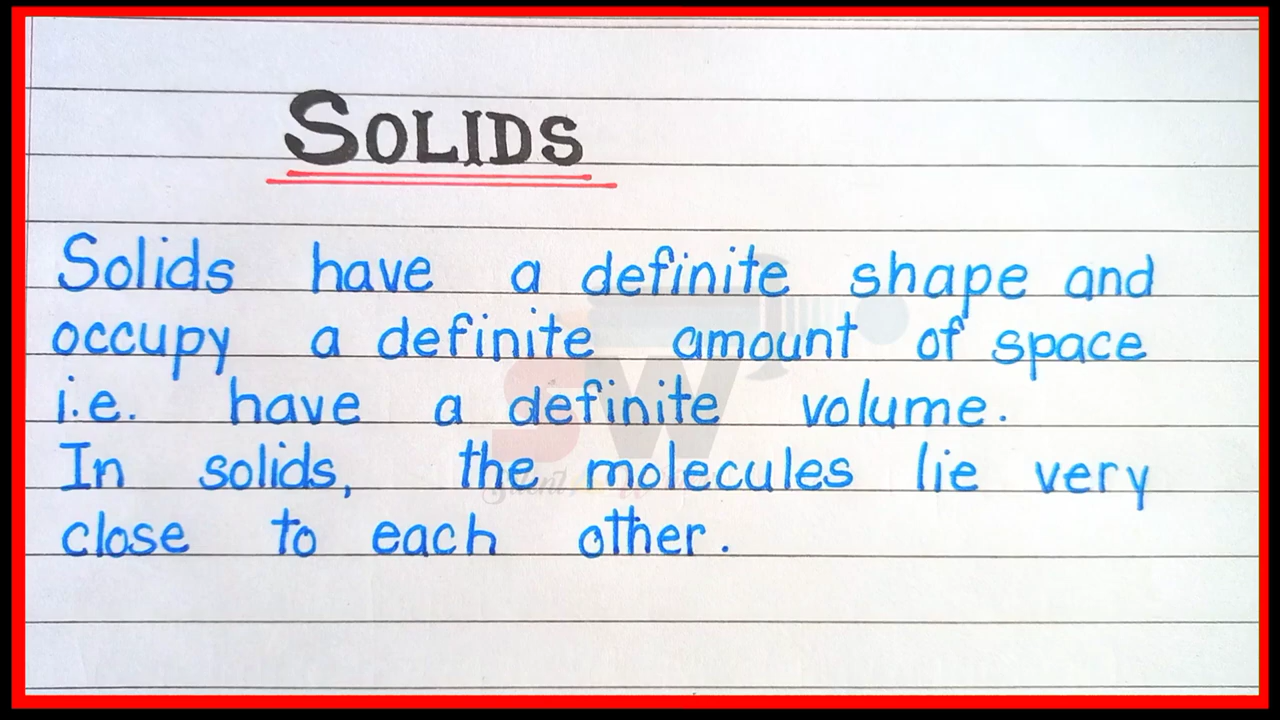 SOLIDS
Solids have a definite shape and
occupy a definite amount of space
i.e. have a definite volume.
In solids, the molecules lie very
close to each other.
SW